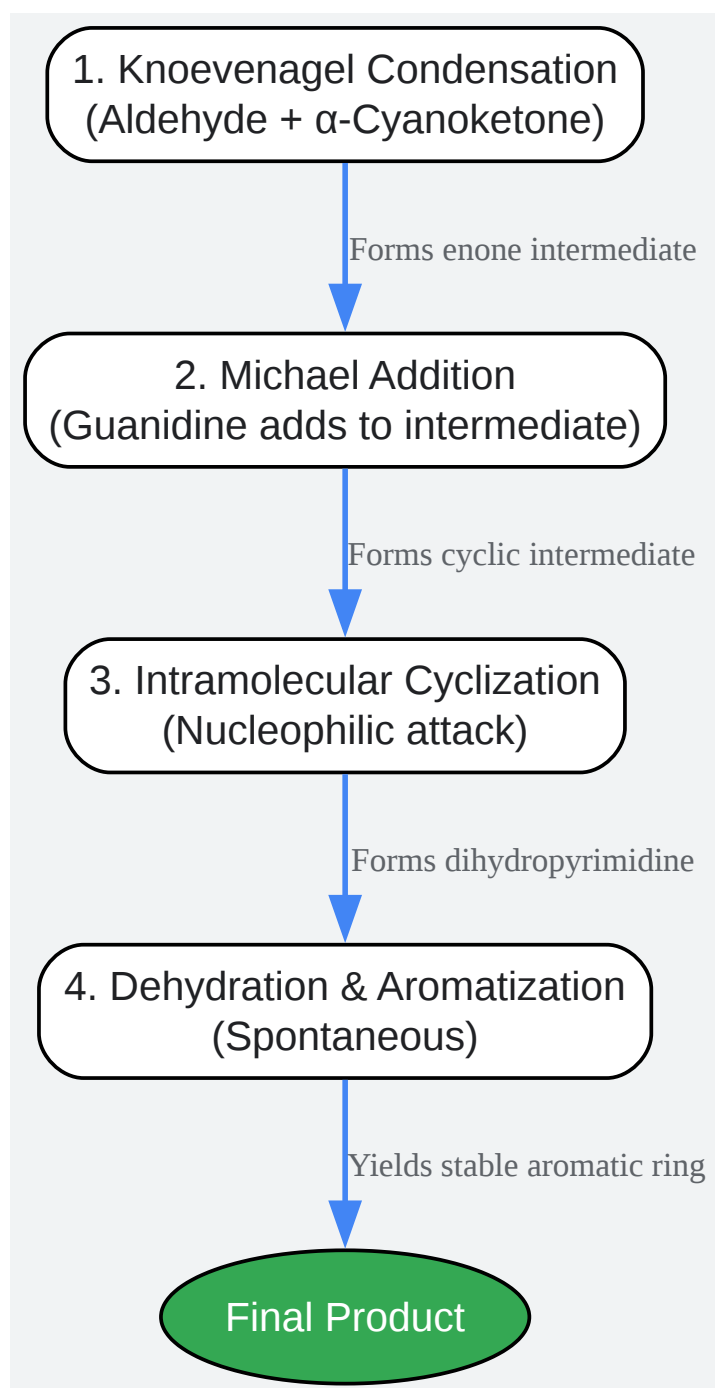 1. Knoevenagel Condensation
(Aldehyde + α-Cyanoketone)
Forms enone intermediate
2. Michael Addition
(Guanidine adds to intermediate)
Forms cyclic intermediate
3. Intramolecular Cyclization
(Nucleophilic attack)
Forms dihydropyrimidine
4. Dehydration & Aromatization
(Spontaneous)
Yields stable aromatic ring
Final Product